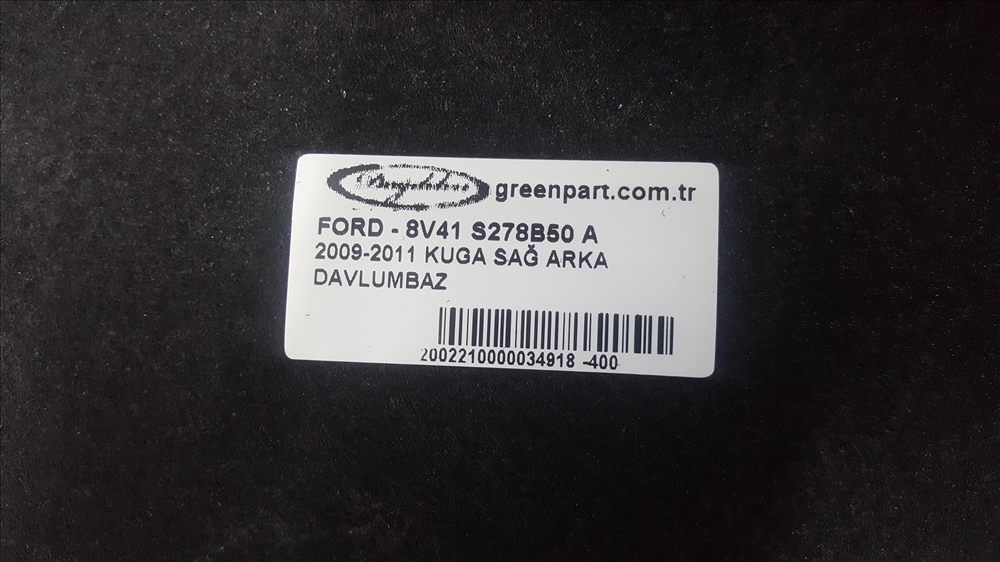 greenpart.com.tr
FORD - 8V41 S278B50 A
2009-2011 KUGA SAĞ ARKA
DAVLUMBAZ
2002210000034918 -400